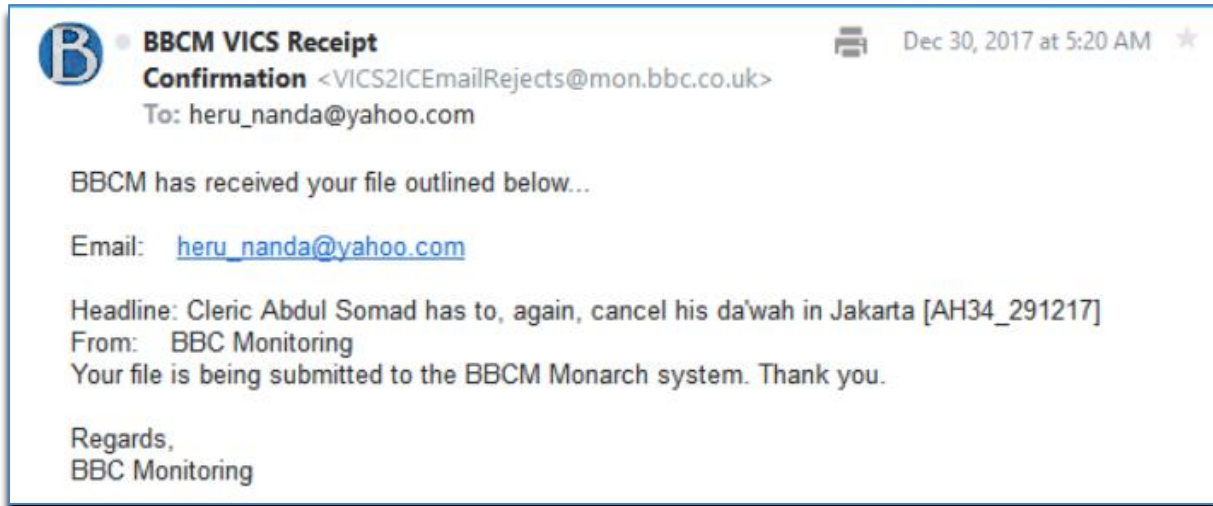 B
BBCM VICS Receipt Dec 30, 2017 at 5:20 AM
Confirmation <VICS2ICEmailRejects@mon.bbc.co.uk>
To: heru_nanda@yahoo.com
BBCM has received your file outlined below...
Email: heru_nanda@yahoo.com
Headline: Cleric Abdul Somad has to, again, cancel his da'wah in Jakarta [AH34_291217]
From: BBC Monitoring
Your file is being submitted to the BBCM Monarch system. Thank you.
Regards,
BBC Monitoring